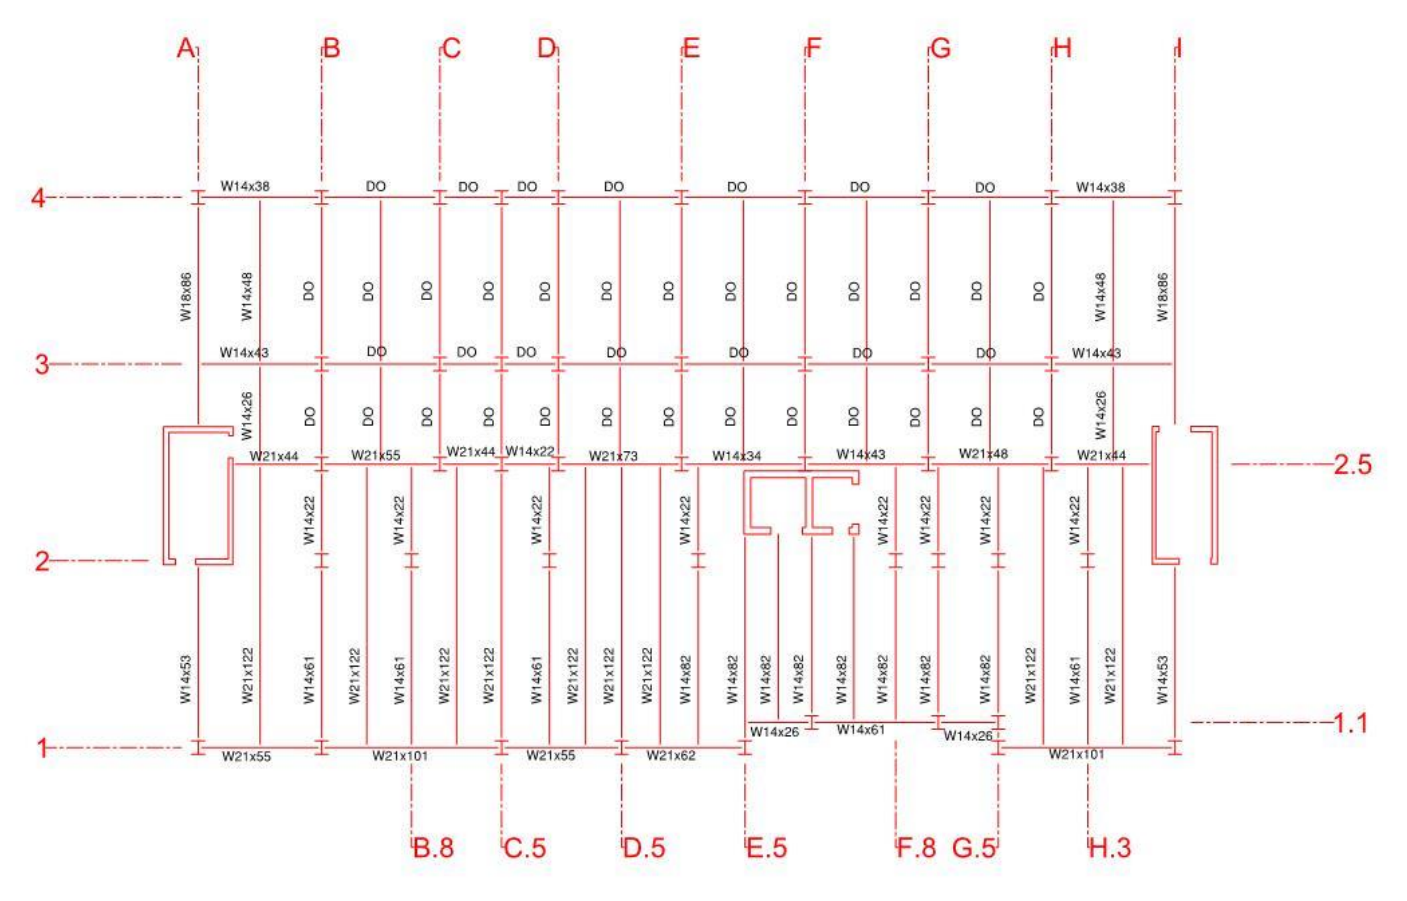 A B C D E F G H I
W14x38 DO DO DO DO DO DO DO W14x38
4
W18x86 W14x48 DO DO DO DO DO DO DO DO DO DO DO DO DO W14x48 W18x86
W14x43 DO DO DO DO DO DO DO W14x43
3
W14x26 DO DO DO DO DO DO DO DO DO DO DO DO DO W14x26
W21x44 W21x55 W21x44 W14x22 W21x73 W14x34 W14x43 W21x48 W21x44
2.5
W14x22 W14x22 W14x22 W14x22 W14x22 W14x22 W14x22 W14x22
2
W14x53 W21x122 W14x61 W21x122 W14x61 W21x122 W21x122 W14x61 W21x122 W21x122 W21x122 W14x82 W14x82 W14x82 W14x82 W14x82 W14x82 W14x82 W14x82 W21x122 W14x61 W21x122 W14x53
1.1
W14x26 W14x61 W14x26
1
W21x55 W21x101 W21x55 W21x62 W21x101
B.8 C.5 D.5 E.5 F.8 G.5 H.3